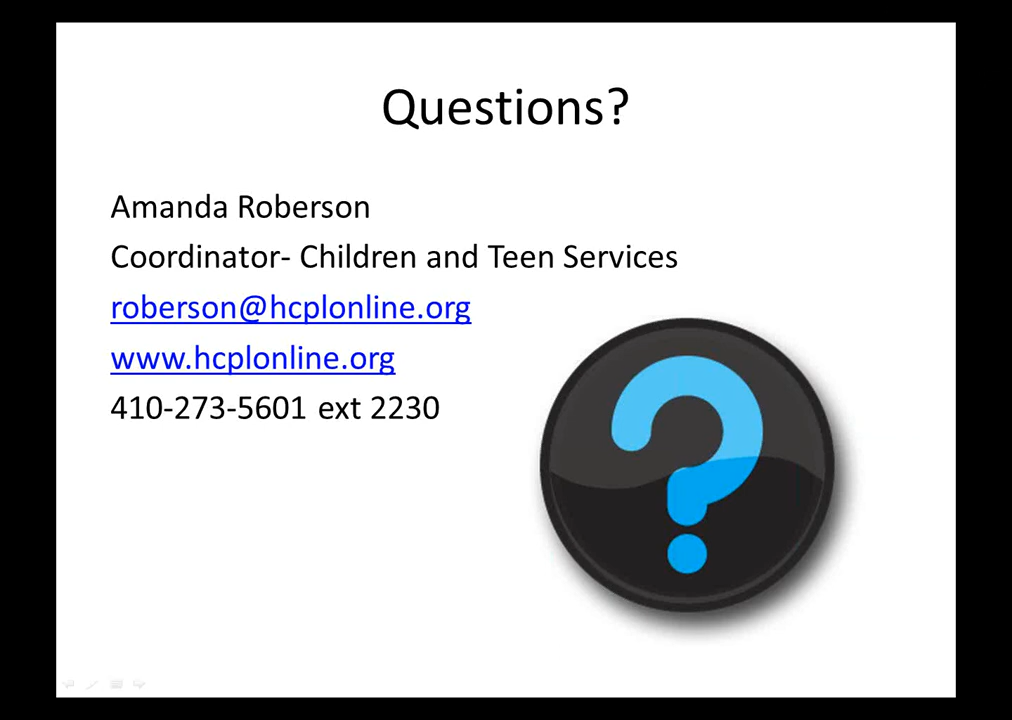 Questions?
Amanda Roberson
Coordinator- Children and Teen Services
roberson@hcplonline.org
www.hcplonline.org
410-273-5601 ext 2230